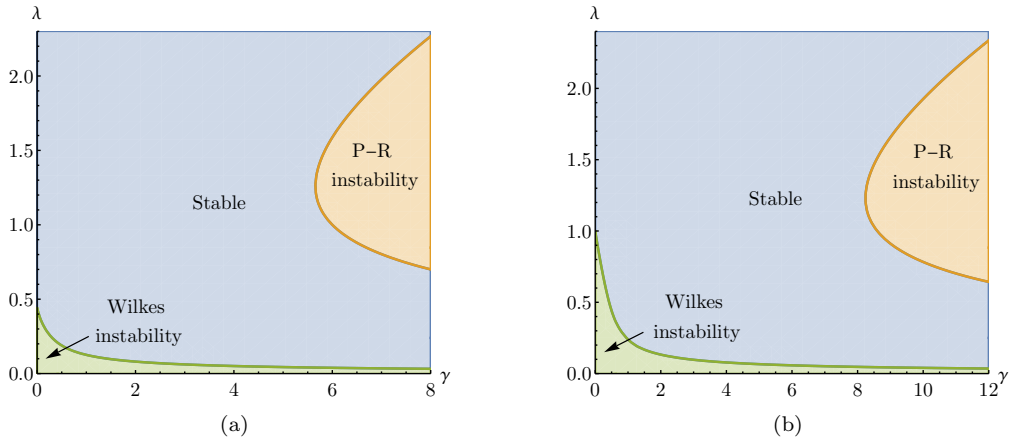 λ
2.0
1.5
1.0
0.5
0.0
0
2
4
6
8
γ
P–R
instability
Stable
Wilkes
instability
(a)
λ
2.0
1.5
1.0
0.5
0.0
0
2
4
6
8
10
12
γ
P–R
instability
Stable
Wilkes
instability
(b)